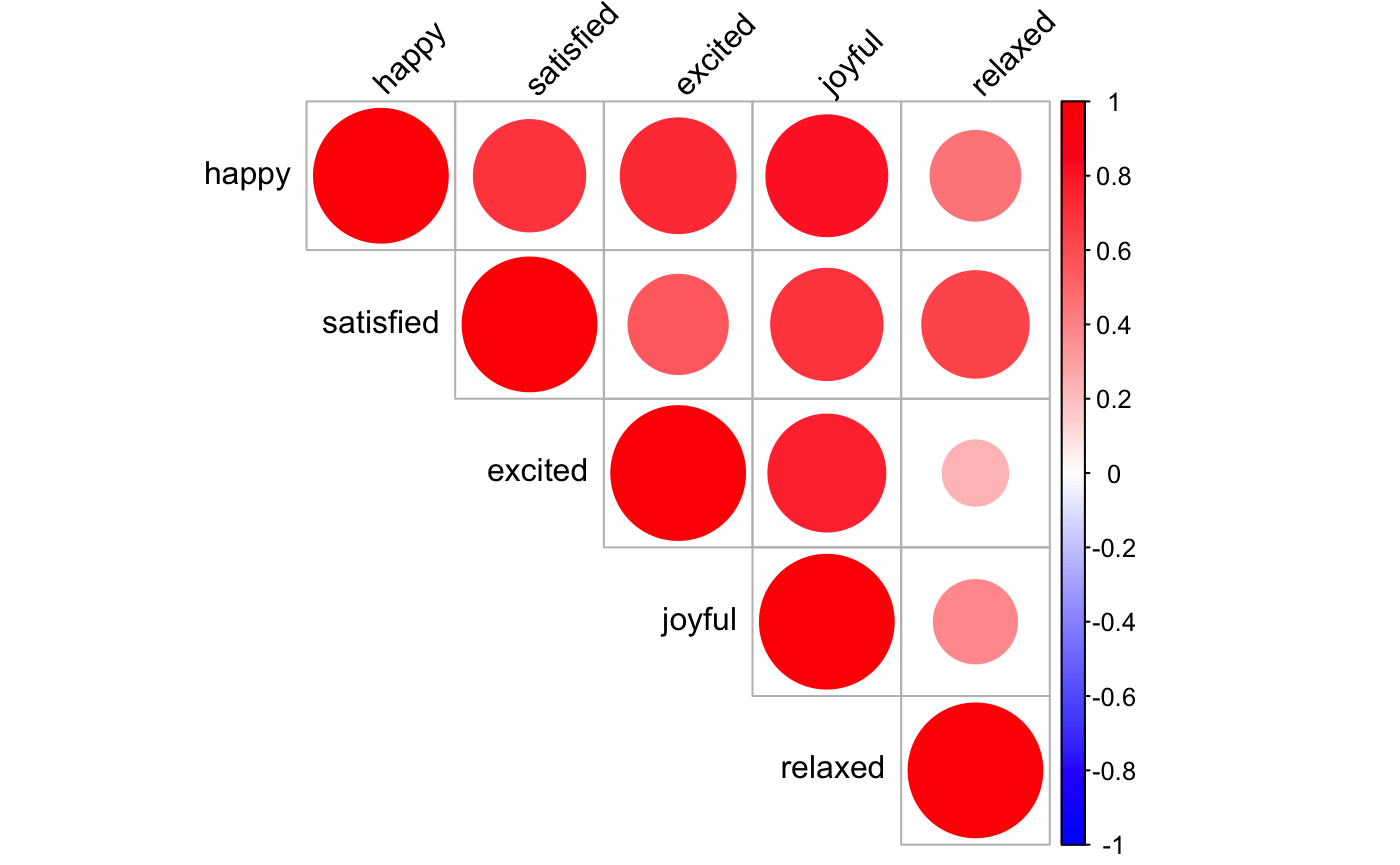 happy
satisfied
excited
joyful
relaxed
happy
satisfied
excited
joyful
relaxed
1
0.8
0.6
0.4
0.2
0
-0.2
-0.4
-0.6
-0.8
-1